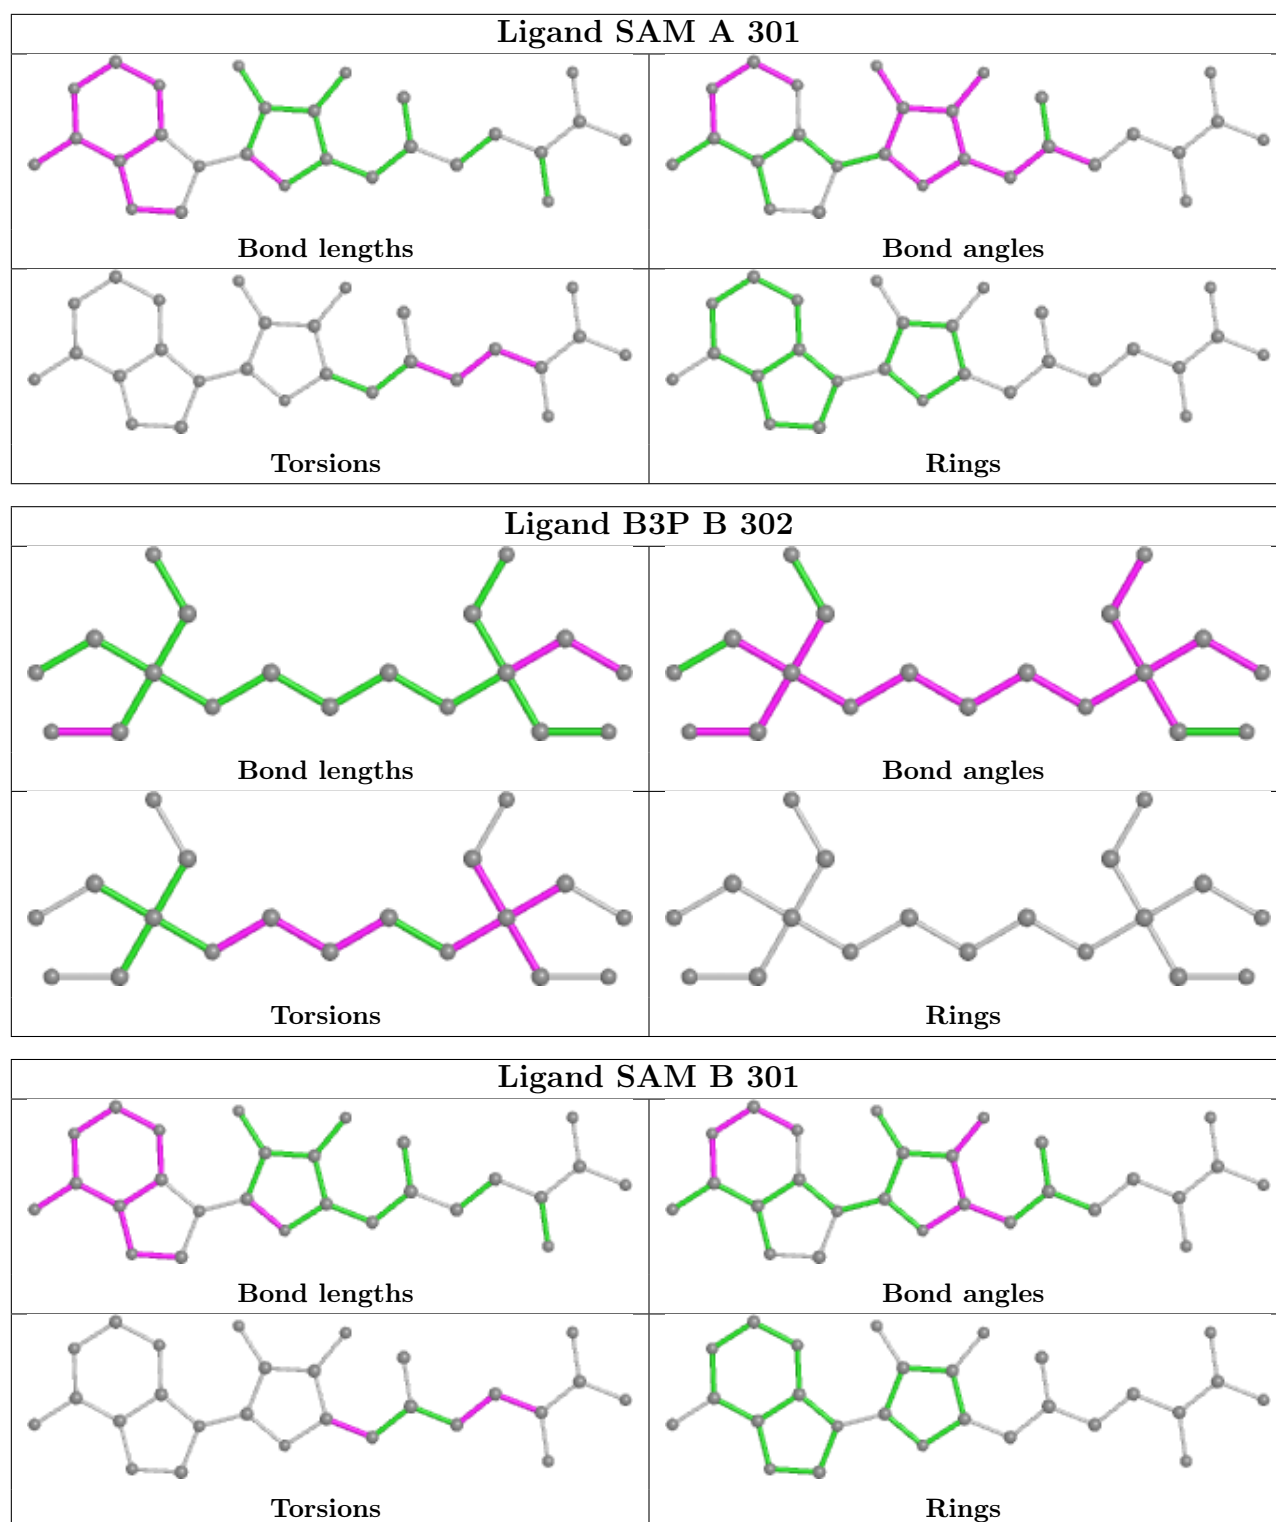 Ligand SAM A 301
Bond lengths
Bond angles
Torsions
Rings
Ligand B3P B 302
Bond lengths
Bond angles
Torsions
Rings
Ligand SAM B 301
Bond lengths
Bond angles
Torsions
Rings